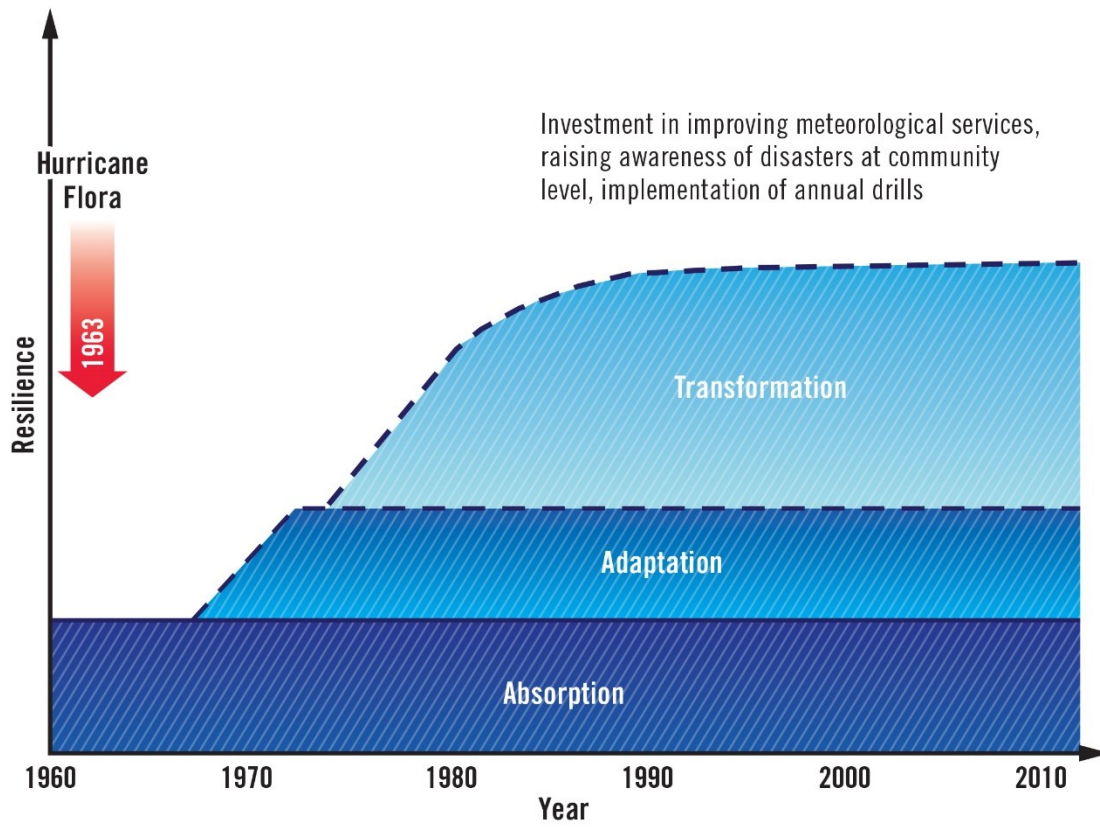 Investment in improving meteorological services,
raising awareness of disasters at community
level, implementation of annual drills
Hurricane
Flora
1963
Resilience
Transformation
Adaptation
Absorption
1960 1970 1980 1990 2000 2010
Year